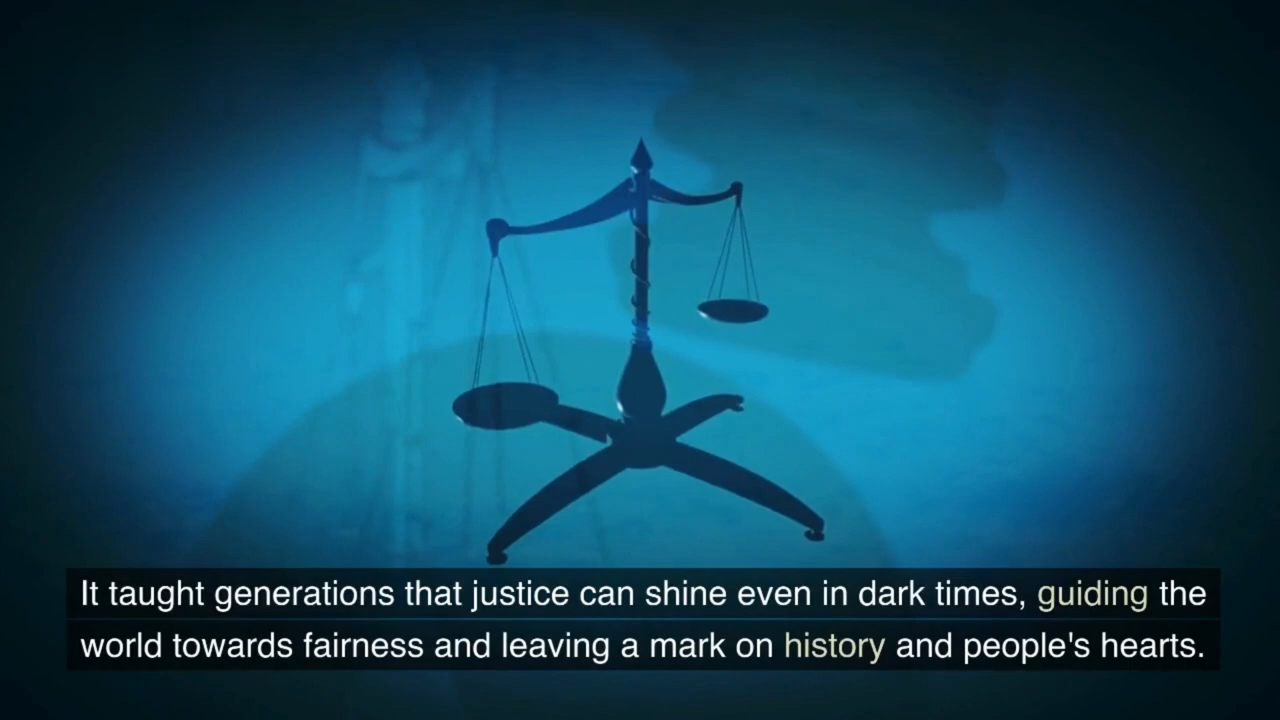 It taught generations that justice can shine even in dark times, guiding the
world towards fairness and leaving a mark on history and people's hearts.